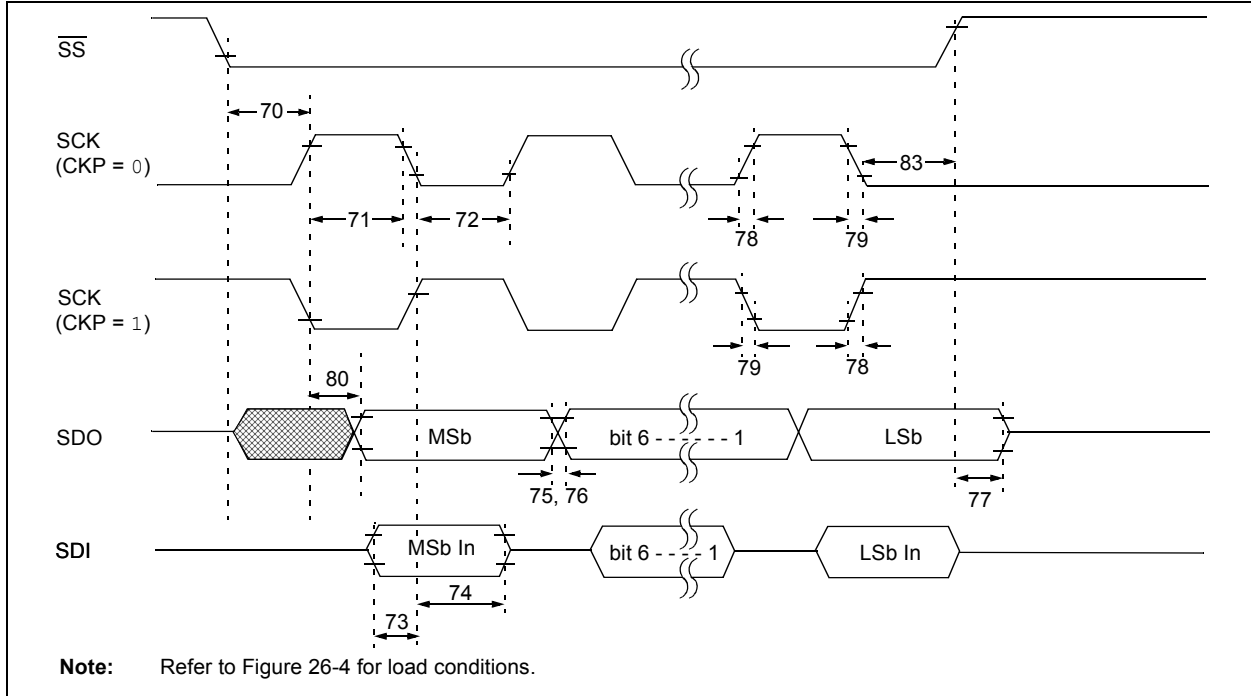 SS
70
SCK
(CKP = 0)
83
71
72
78
79
SCK
(CKP = 1)
79
78
80
SDO
MSb
bit 6 - - - - - - 1
LSb
75, 76
77
SDI
MSb In
bit 6 - - - - 1
LSb In
74
73
Note: Refer to Figure 26-4 for load conditions.